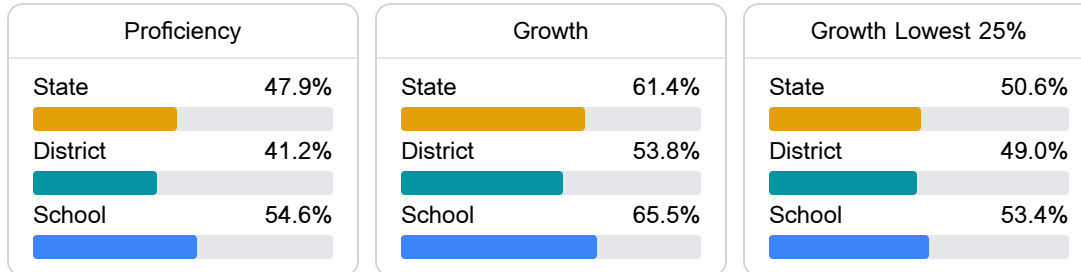 Proficiency
State 47.9%
District 41.2%
School 54.6%
Growth
State 61.4%
District 53.8%
School 65.5%
Growth Lowest 25%
State 50.6%
District 49.0%
School 53.4%